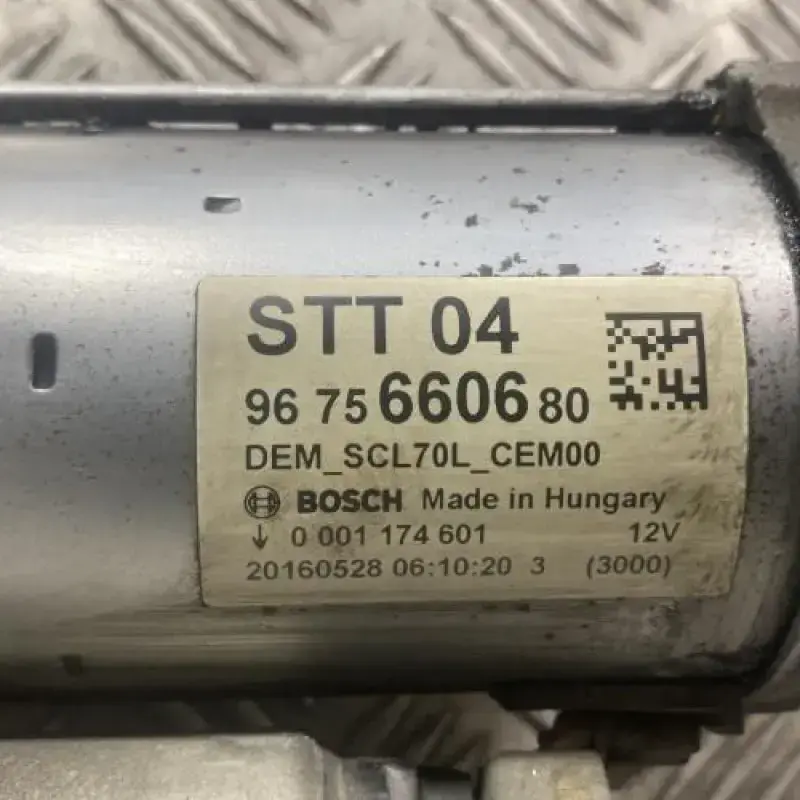 STT 04
96 75 6606 80
DEM_SCL70L_CEM00
BOSCH Made in Hungary
↓ 0 001 174 601 12V
20160528 06:10:20 3 (3000)